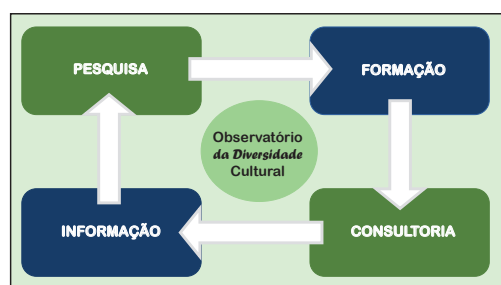 PESQUISA
FORMAÇÃO
Observatório
da Diversidade
Cultural
INFORMAÇÃO
CONSULTORIA